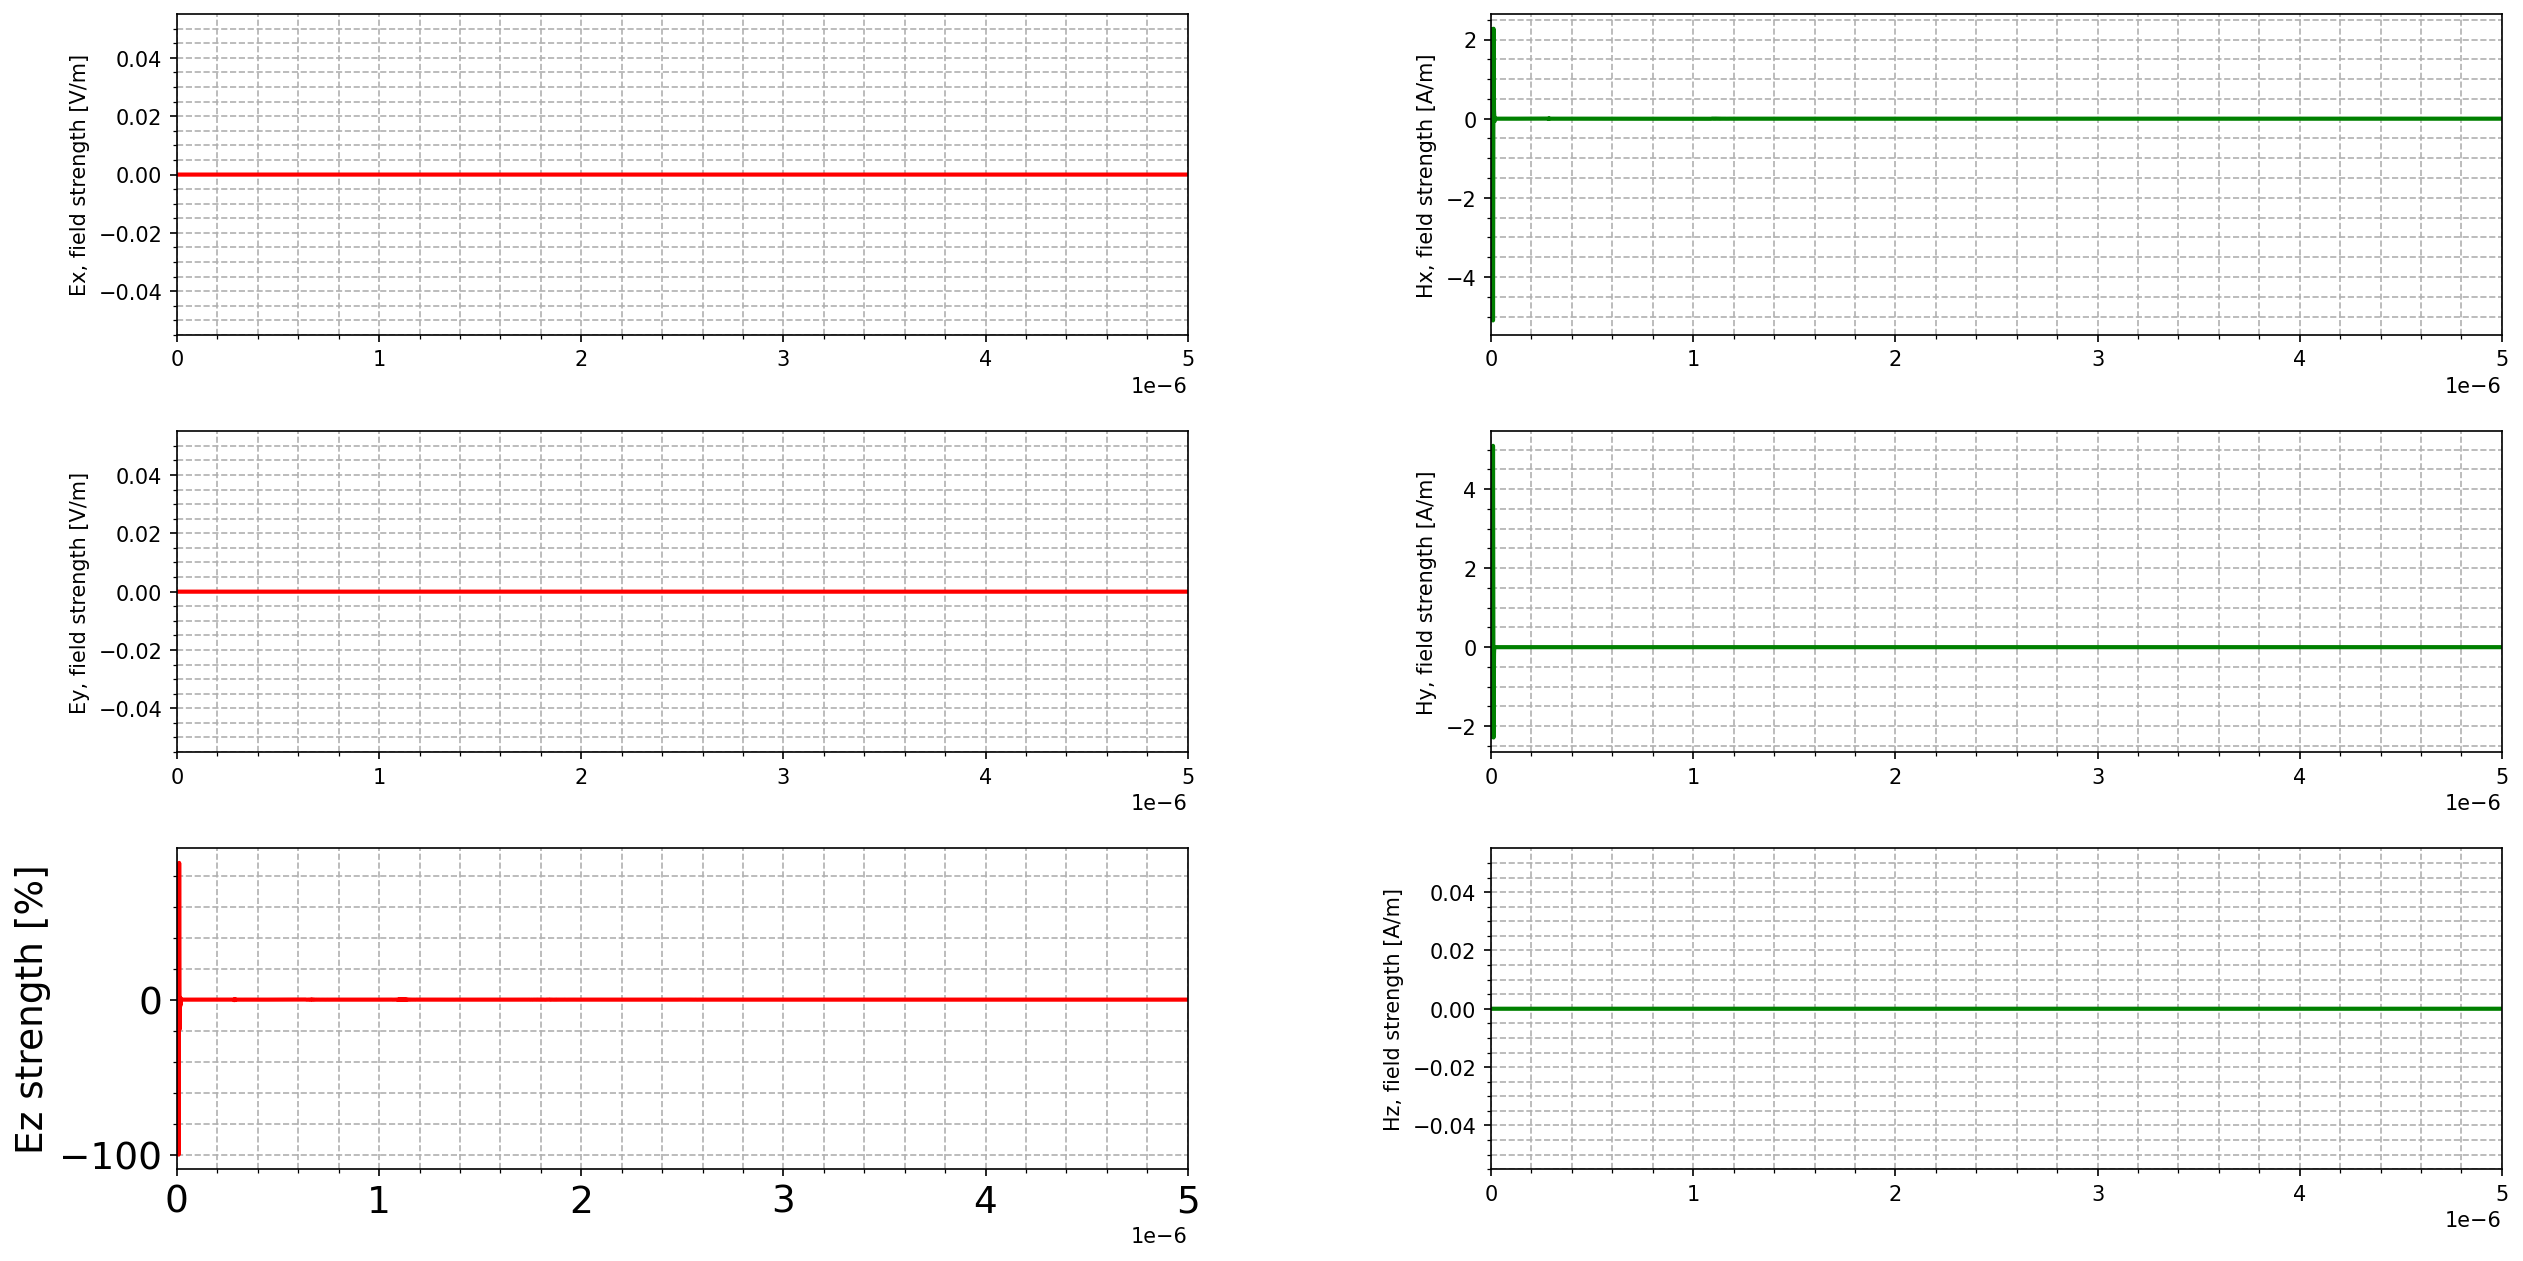 Ex, field strength [V/m]
0.04
0.02
0.00
−0.02
−0.04
0 1 2 3 4 5
1e−6
Hx, field strength [A/m]
2
0
−2
−4
0 1 2 3 4 5
1e−6
Ey, field strength [V/m]
0.04
0.02
0.00
−0.02
−0.04
0 1 2 3 4 5
1e−6
Hy, field strength [A/m]
4
2
0
−2
0 1 2 3 4 5
1e−6
Ez strength [%]
0
−100
0 1 2 3 4 5
1e−6
Hz, field strength [A/m]
0.04
0.02
0.00
−0.02
−0.04
0 1 2 3 4 5
1e−6